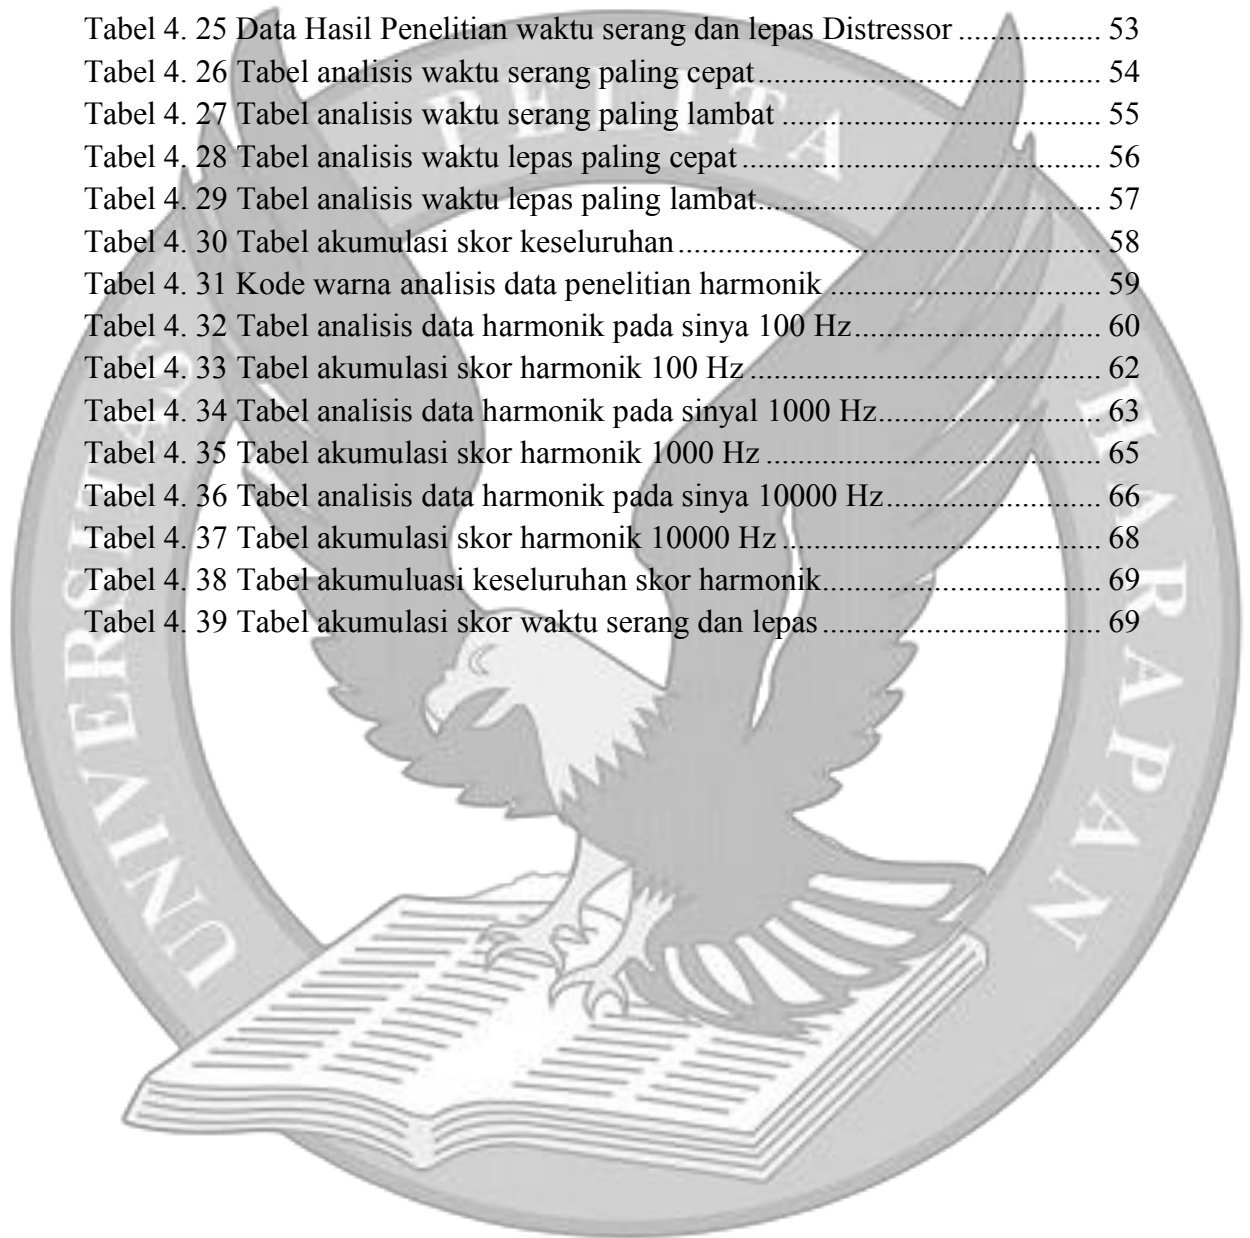 Tabel 4. 25 Data Hasil Penelitian waktu serang dan lepas Distressor ................. 53
Tabel 4. 26 Tabel analisis waktu serang paling cepat ......................................... 54
Tabel 4. 27 Tabel analisis waktu serang paling lambat ...................................... 55
Tabel 4. 28 Tabel analisis waktu lepas paling cepat ........................................... 56
Tabel 4. 29 Tabel analisis waktu lepas paling lambat......................................... 57
Tabel 4. 30 Tabel akumulasi skor keseluruhan ................................................... 58
Tabel 4. 31 Kode warna analisis data penelitian harmonik ................................ 59
Tabel 4. 32 Tabel analisis data harmonik pada sinya 100 Hz.............................. 60
Tabel 4. 33 Tabel akumulasi skor harmonik 100 Hz .......................................... 62
Tabel 4. 34 Tabel analisis data harmonik pada sinyal 1000 Hz........................... 63
Tabel 4. 35 Tabel akumulasi skor harmonik 1000 Hz ........................................ 65
Tabel 4. 36 Tabel analisis data harmonik pada sinya 10000 Hz.......................... 66
Tabel 4. 37 Tabel akumulasi skor harmonik 10000 Hz ...................................... 68
Tabel 4. 38 Tabel akumuluasi keseluruhan skor harmonik.................................. 69
Tabel 4. 39 Tabel akumulasi skor waktu serang dan lepas ................................. 69
UNIVERSITAS PELITA HARAPAN